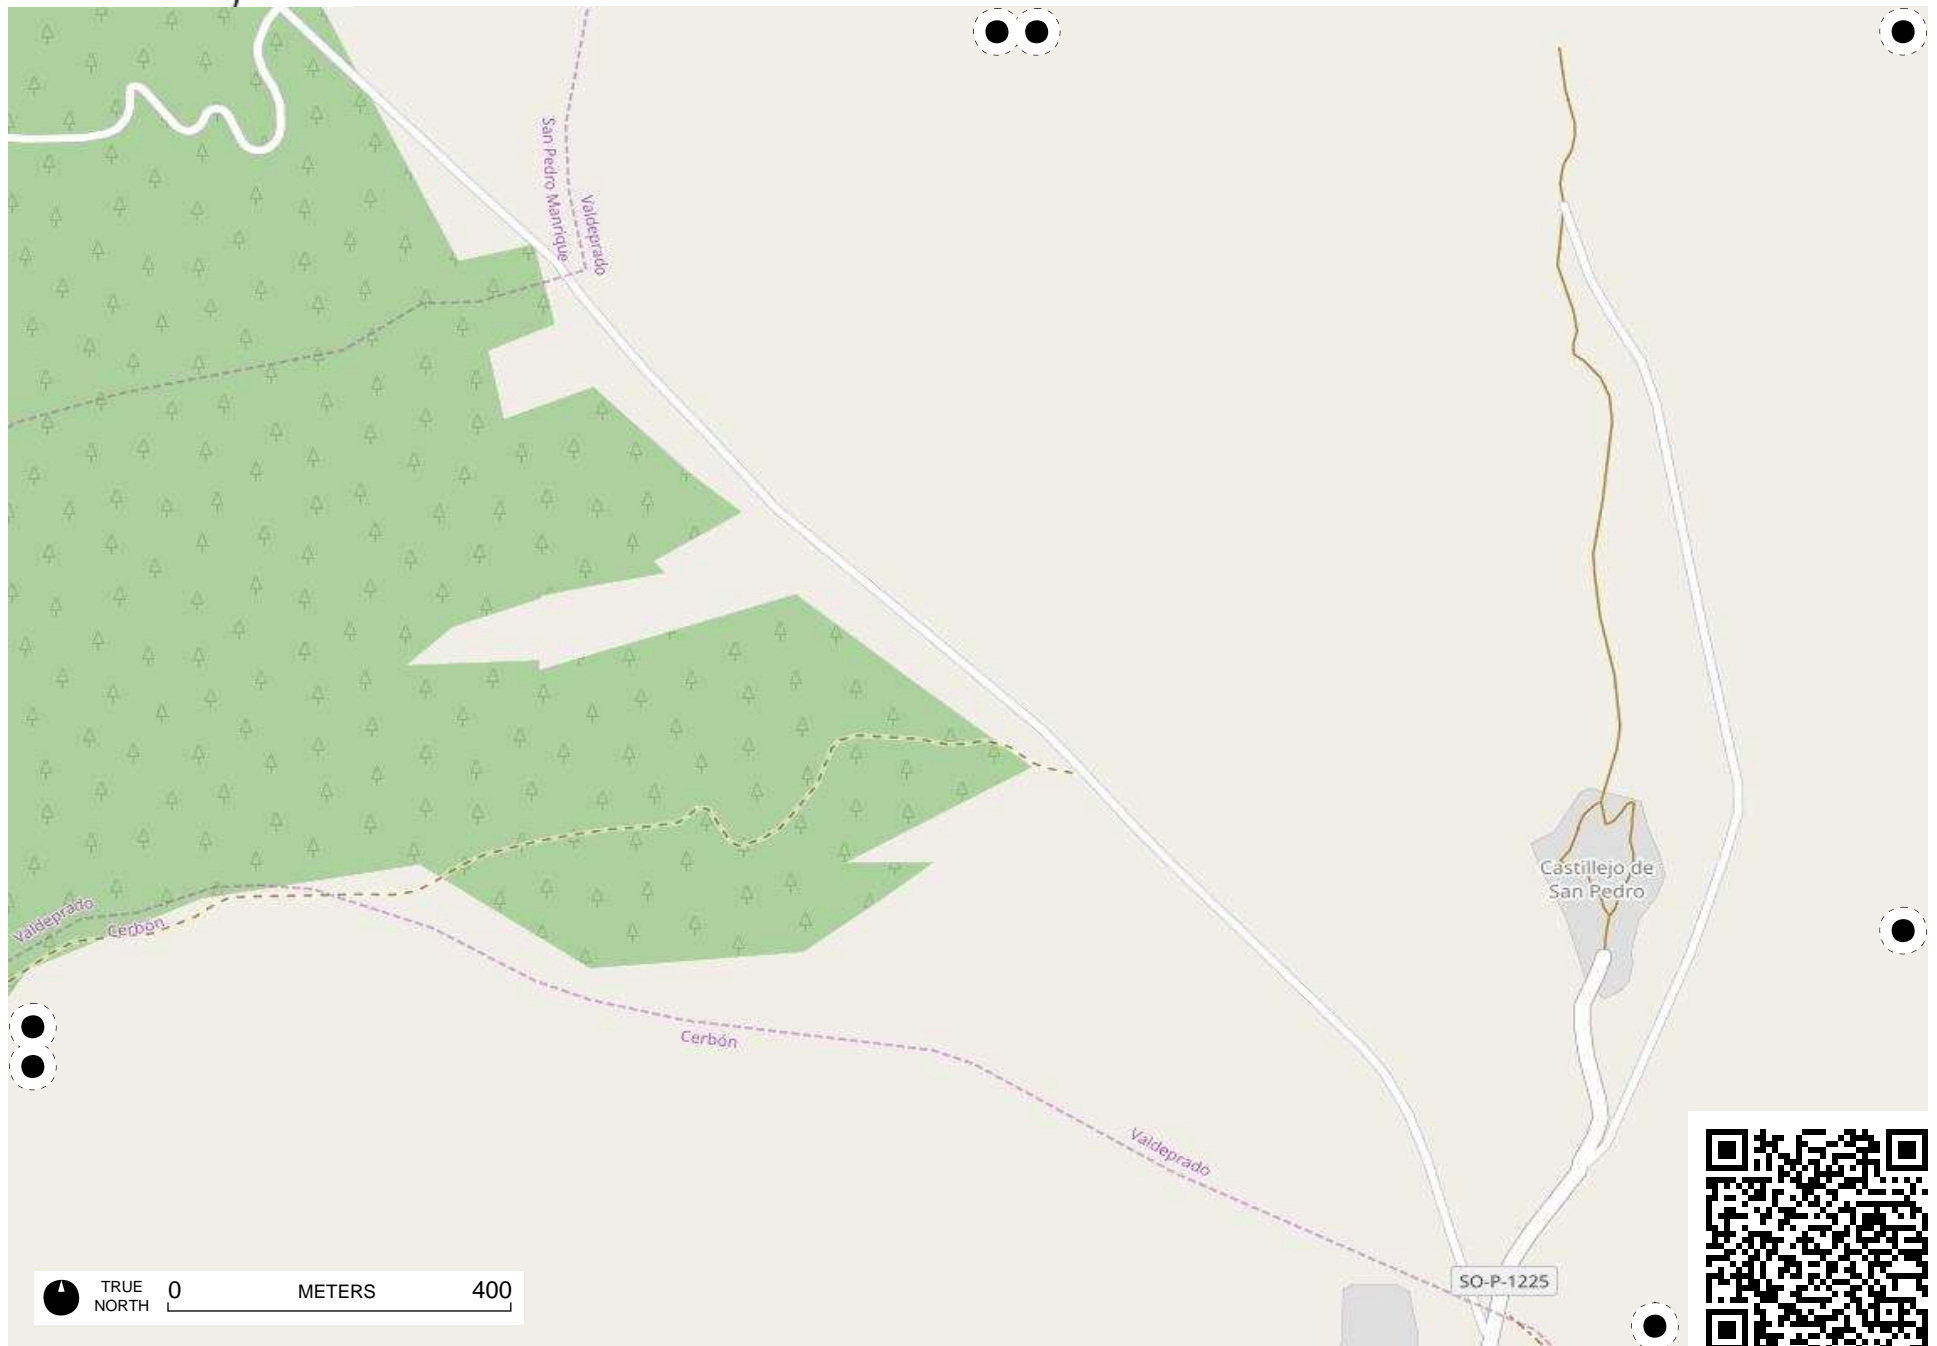 San Pedro Manrique
Valdeprado
Castillejo de
San Pedro
Valdeprado
Cerbón
Cerbón
Valdeprado
SO-P-1225
TRUE
NORTH
0 METERS 400